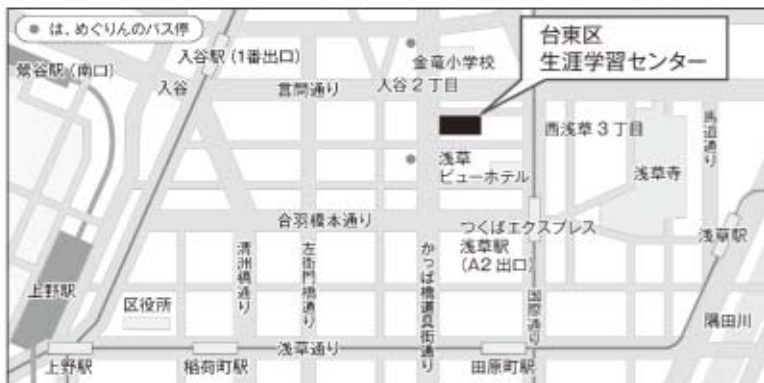 ●は、めぐりんのバス停
台東区
生涯学習センター
鶯谷駅(南口)
入谷駅(1番出口)
入谷
金竜小学校
入谷2丁目
言問通り
西浅草3丁目
馬道通り
浅草
ビューホテル
浅草寺
合羽橋本通り
つくばエクスプレス
浅草駅
(A2出口)
浅草駅
清洲橋通り
左衛門橋通り
かっぱ橋道具街通り
国際通り
隅田川
上野駅
区役所
浅草通り
上野駅
稲荷町駅
田原町駅